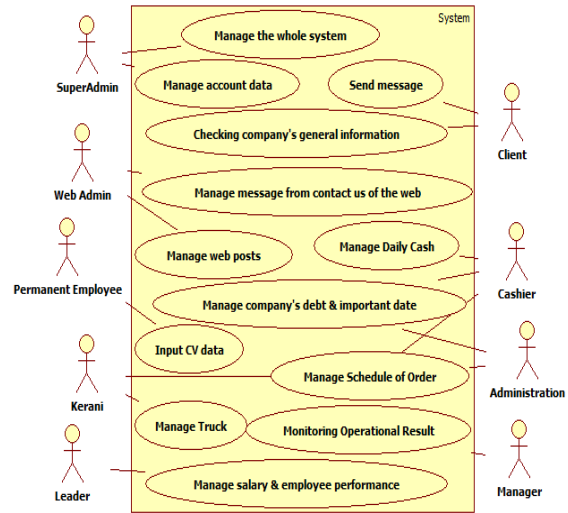 System
Manage the whole system
SuperAdmin
Manage account data
Send message
Checking company's general information
Client
Web Admin
Manage message from contact us of the web
Manage web posts
Manage Daily Cash
Permanent Employee
Cashier
Manage company's debt & important date
Input CV data
Manage Schedule of Order
Kerani
Administration
Manage Truck
Monitoring Operational Result
Leader
Manage salary & employee performance
Manager